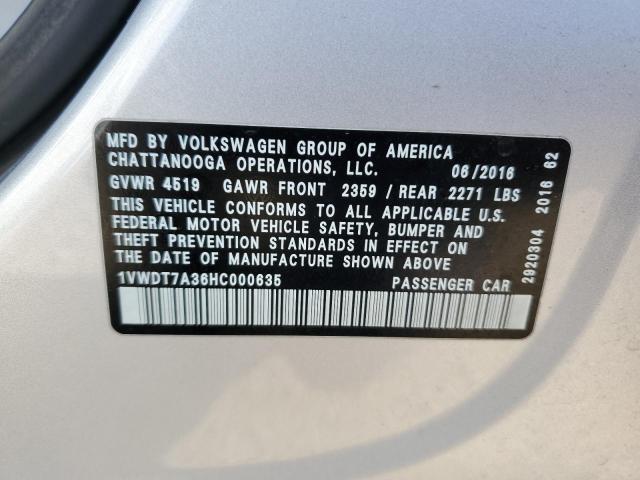 MFD BY VOLKSWAGEN GROUP OF AMERICA
CHATTANOOGA OPERATIONS, LLC. 06/2016
GVWR 4519 GAWR FRONT 2359 / REAR 2271 LBS
THIS VEHICLE CONFORMS TO ALL APPLICABLE U.S.
FEDERAL MOTOR VEHICLE SAFETY, BUMPER AND
THEFT PREVENTION STANDARDS IN EFFECT ON
THE DATE OF MANUFACTURE SHOWN ABOVE
1VWDT7A36HC000635 PASSENGER CAR
2920304 2016 62